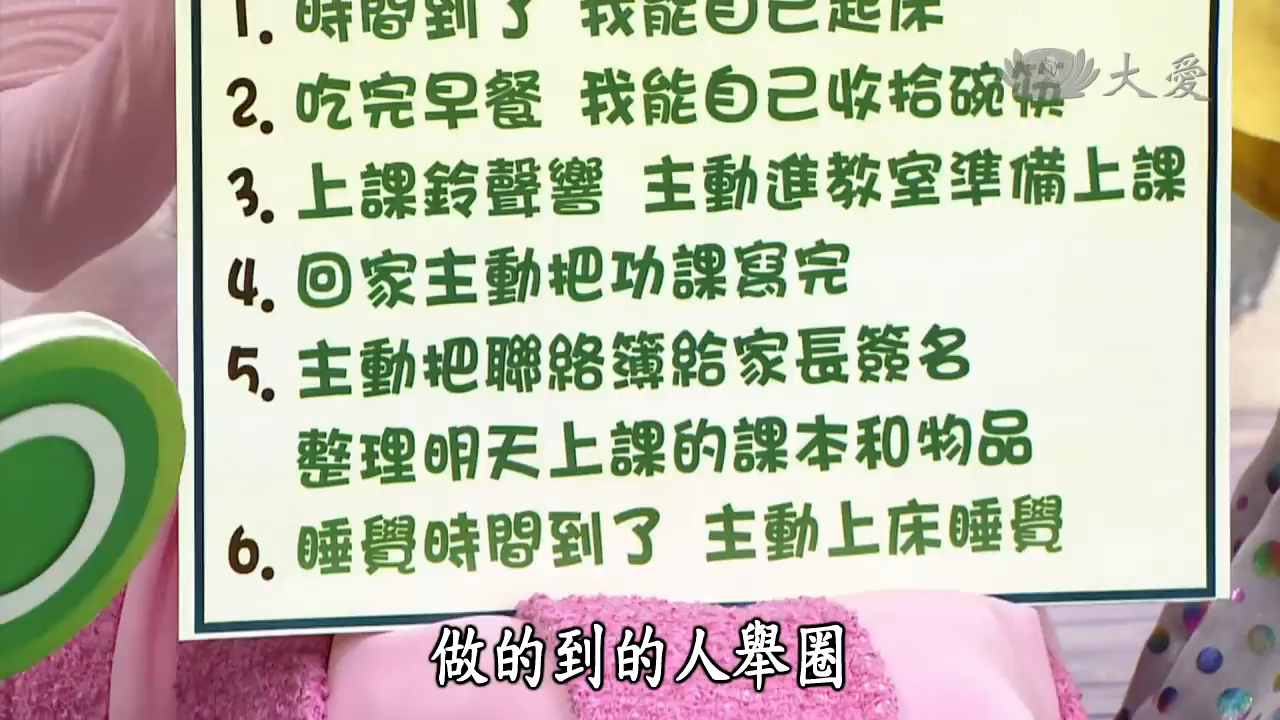 1. 時間到了 我能自己起床
2. 吃完早餐 我能自己收拾碗筷
大愛
3. 上課鈴聲響 主動進教室準備上課
4. 回家主動把功課寫完
5. 主動把聯絡簿給家長簽名
整理明天上課的課本和物品
6. 睡覺時間到了 主動上床睡覺
做的到的人舉圈